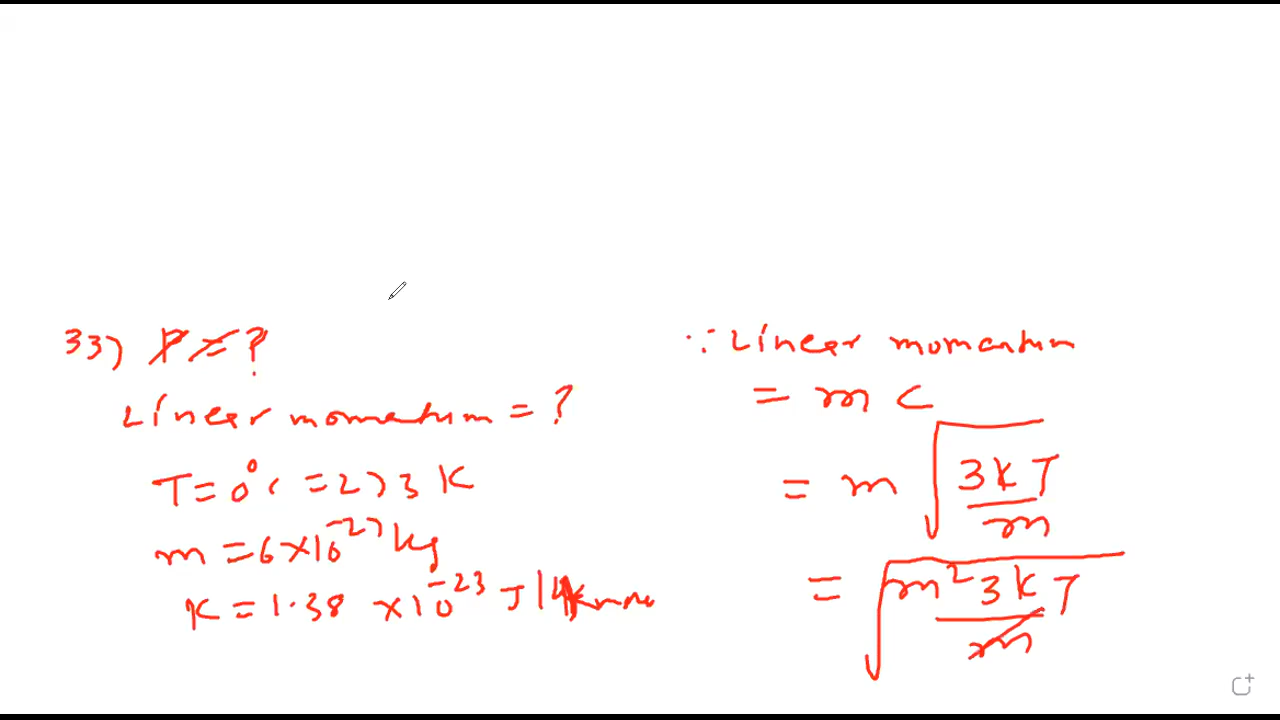 33) P = ?
Linear momentum = ?
T = 0°C = 273 K
m = 6 × 10^-27 kg
K = 1.38 × 10^-23 J /
∵ Linear momentum
= m c
= m √(3kT/m)
= √(m² 3kT/m)